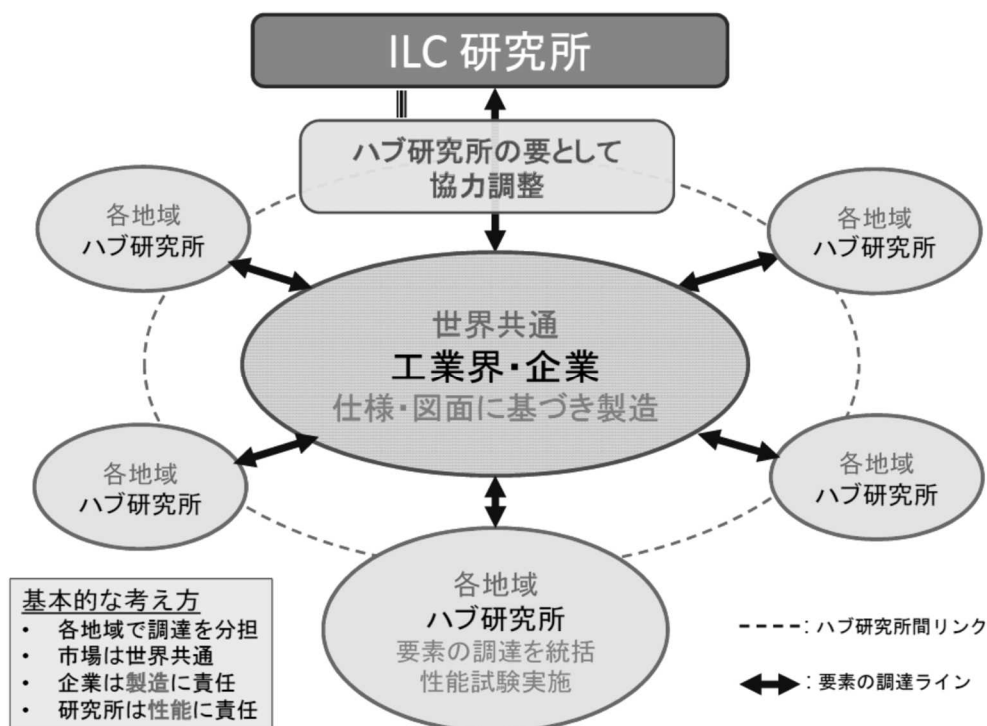 ILC 研究所
ハブ研究所の要として
協力調整
各地域
ハブ研究所
各地域
ハブ研究所
世界共通
工業界・企業
仕様・図面に基づき製造
各地域
ハブ研究所
各地域
ハブ研究所
各地域
ハブ研究所
要素の調達を統括
性能試験実施
基本的な考え方
• 各地域で調達を分担
• 市場は世界共通
• 企業は製造に責任
• 研究所は性能に責任
: ハブ研究所間リンク
: 要素の調達ライン